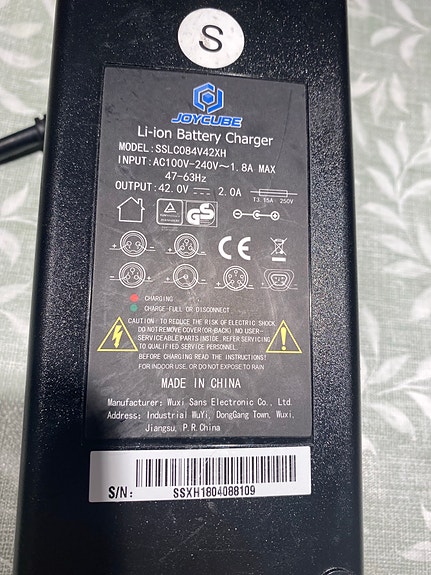 S
JOYCUBE
Li-ion Battery Charger
MODEL:SSLC084V42XH
INPUT:AC100V-240V～1.8A MAX
47-63Hz
OUTPUT:42.0V ⎓ 2.0A
T3.15A 250V
GS
CE
CHARGING
CHARGE-FULL OR DISCONNECT
CAUTION: TO REDUCE THE RISK OF ELECTRIC SHOCK,
DO NOT REMOVE COVER(OR BACK). NO USER-
SERVICEABLE PARTS INSIDE. REFER SERVICING
TO QUALIFIED SERVICE PERSONNEL.
BEFORE CHARGING READ THE INSTRUCTIONS!
FOR INDOOR USE, OR DO NOT EXPOSE TO RAIN
MADE IN CHINA
Manufacturer: Wuxi Sans Electronic Co., Ltd.
Address: Industrial WuYi, DongGang Town, Wuxi,
Jiangsu, P.R.China
S/N:
SSXH1804088109